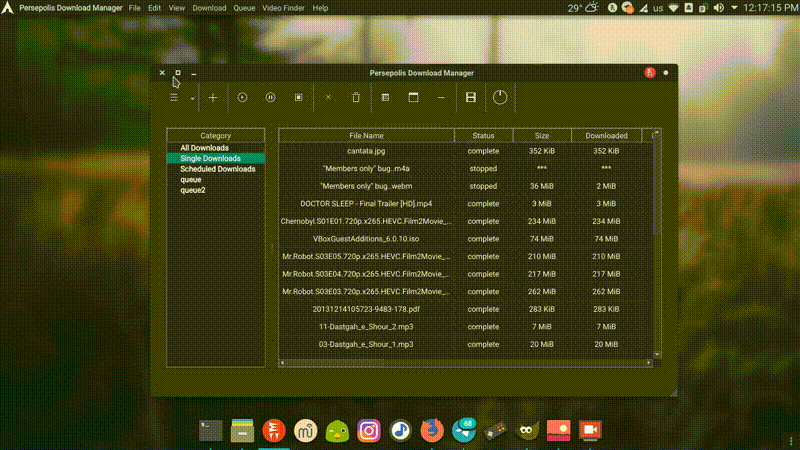 Persepolis Download Manager File Edit View Download Queue Video Finder Help 29° us 12:17:15 PM
Persepolis Download Manager
Category
All Downloads
Single Downloads
Scheduled Downloads
queue
queue2
File Name Status Size Downloaded
cantata.jpg complete 352 KiB 352 KiB
"Members only" bug..m4a stopped *** ***
"Members only" bug..webm stopped 36 MiB 2 MiB
DOCTOR SLEEP - Final Trailer [HD].mp4 complete 3 MiB 3 MiB
Chernobyl.S01E01.720p.x265.HEVC.Film2Movie_... complete 234 MiB 234 MiB
VBoxGuestAdditions_6.0.10.iso complete 74 MiB 74 MiB
Mr.Robot.S03E05.720p.x265.HEVC.Film2Movie_... complete 210 MiB 210 MiB
Mr.Robot.S03E04.720p.x265.HEVC.Film2Movie_... complete 217 MiB 217 MiB
Mr.Robot.S03E03.720p.x265.HEVC.Film2Movie_... complete 262 MiB 262 MiB
20131214105723-9483-178.pdf complete 283 KiB 283 KiB
11-Dastgah_e_Shour_2.mp3 complete 7 MiB 7 MiB
03-Dastgah_e_Shour_1.mp3 complete 20 MiB 20 MiB
68